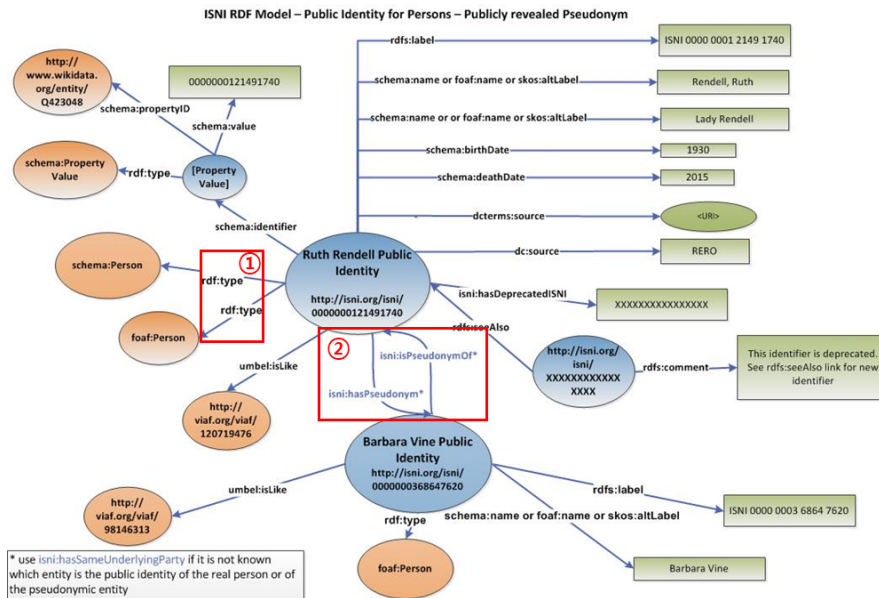 ISNI RDF Model – Public Identity for Persons – Publicly revealed Pseudonym
http://
www.wikidata.
org/entity/
Q423048
0000000121491740
schema:propertyID
schema:value
schema:Property
Value
rdf:type
[Property
Value]
schema:identifier
rdfs:label
ISNI 0000 0001 2149 1740
schema:name or foaf:name or skos:altLabel
Rendell, Ruth
schema:name or or foaf:name or skos:altLabel
Lady Rendell
schema:birthDate
1930
schema:deathDate
2015
dcterms:source
<URI>
dc:source
RERO
schema:Person
①
rdf:type
rdf:type
foaf:Person
Ruth Rendell Public
Identity
http://isni.org/isni/
0000000121491740
isni:hasDeprecatedISNI
XXXXXXXXXXXXXXXX
rdfs:seeAlso
http://isni.org/
isni/
XXXXXXXXXXXXX
XXXX
rdfs:comment
This identifier is deprecated.
See rdfs:seeAlso link for new
identifier
②
isni:isPseudonymOf*
isni:hasPseudonym*
umbel:isLike
http://
viaf.org/viaf/
120719476
Barbara Vine Public
Identity
http://isni.org/isni/
0000000368647620
umbel:isLike
http://
viaf.org/viaf/
98146313
rdf:type
foaf:Person
rdfs:label
ISNI 0000 0003 6864 7620
schema:name or foaf:name or skos:altLabel
Barbara Vine
* use isni:hasSameUnderlyingParty if it is not known
which entity is the public identity of the real person or of
the pseudonymic entity